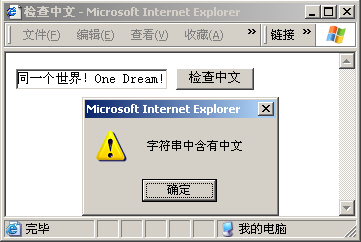 检查中文 - Microsoft Internet Explorer
文件(F) 编辑(E) 查看(V) 收藏(A) » 链接 »
同一个世界! One Dream! 检查中文
Microsoft Internet Explorer
字符串中含有中文
确定
完毕 我的电脑